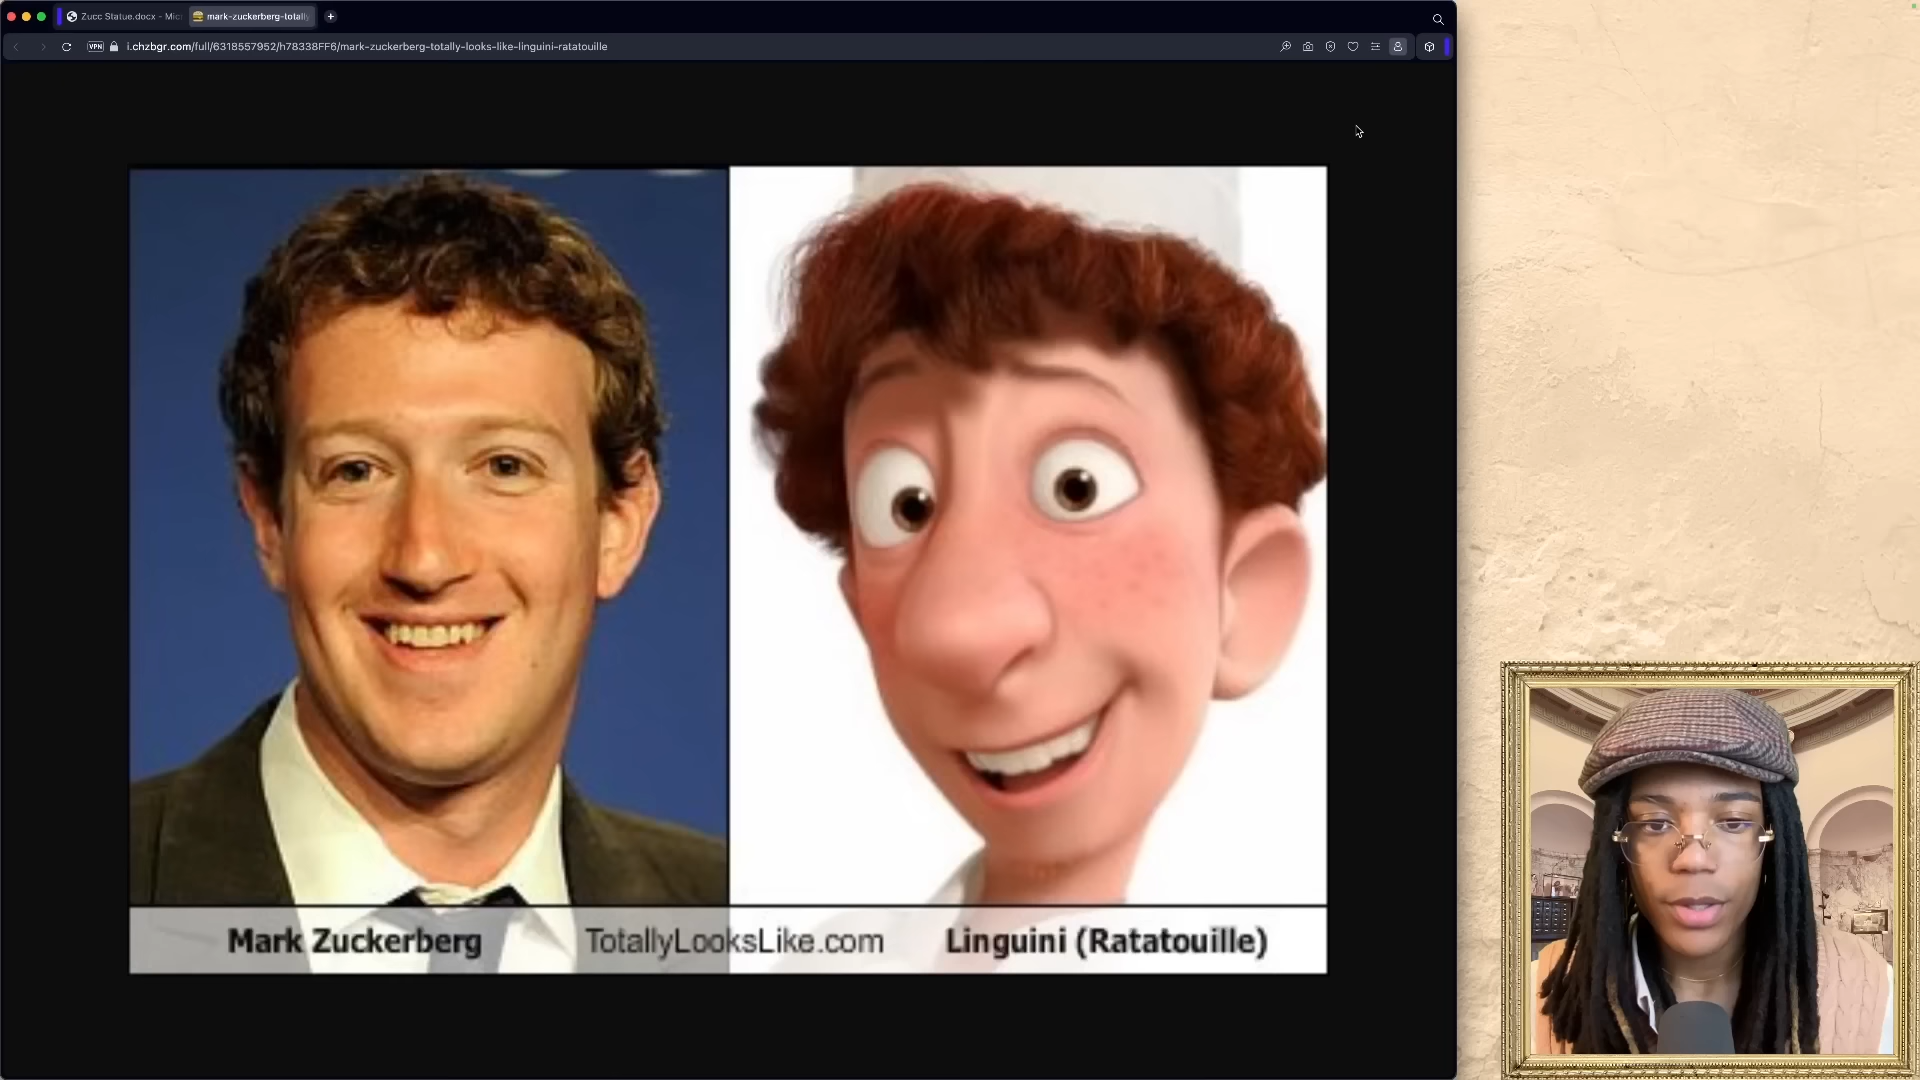 Zucc Statue.docx - Mic
mark-zuckerberg-totally
VPN
i.chzbgr.com/full/6318557952/h78338FF6/mark-zuckerberg-totally-looks-like-linguini-ratatouille
Mark Zuckerberg
TotallyLooksLike.com
Linguini (Ratatouille)